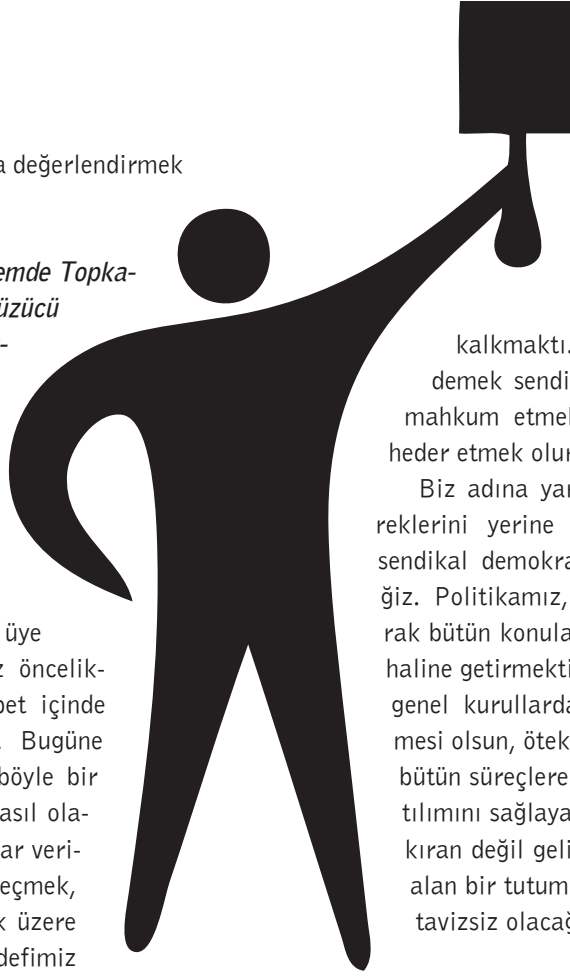 a değerlendirmek
emde Topka-
üzücü
-
üye
z öncelik-
bet içinde
. Bugüne
böyle bir
asıl ola-
ar veri-
eçmek,
k üzere
defimiz
kalkmaktı.
demek sendi
mahkum etmek
heder etmek olur
Biz adına yar
reklerini yerine
sendikal demokra
ğiz. Politikamız,
rak bütün konula
haline getirmekti
genel kurullarda
mesi olsun, ötek
bütün süreçlere
tılımını sağlaya
kıran değil geli
alan bir tutum
tavizsiz olacağ